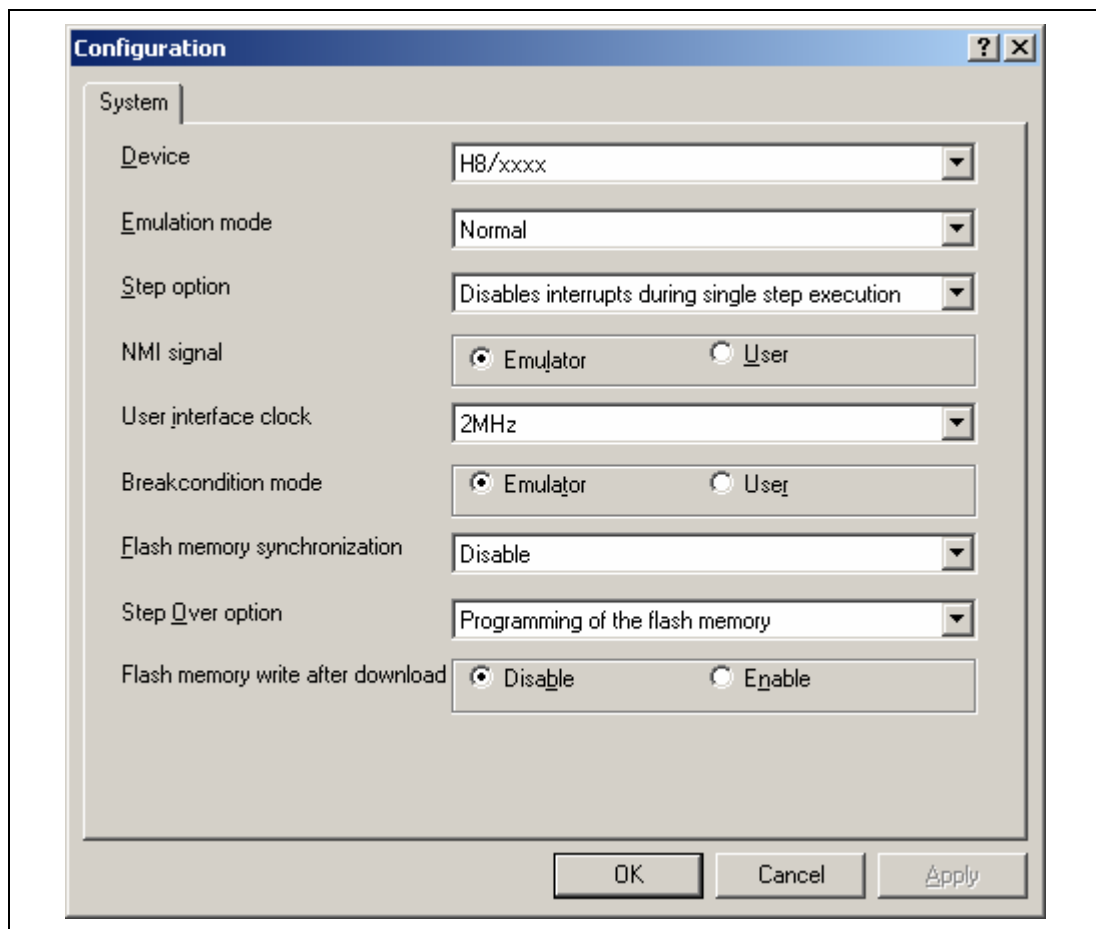 Configuration
System
Device H8/xxxx
Emulation mode Normal
Step option Disables interrupts during single step execution
NMI signal Emulator User
User interface clock 2MHz
Breakcondition mode Emulator User
Flash memory synchronization Disable
Step Over option Programming of the flash memory
Flash memory write after download Disable Enable
OK Cancel Apply